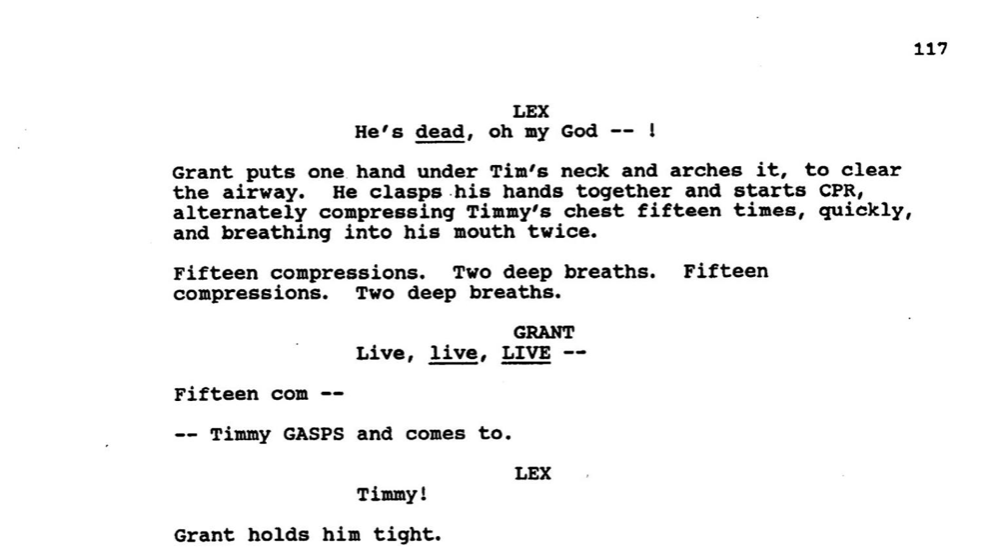 117
LEX
He's dead, oh my God -- !
Grant puts one hand under Tim's neck and arches it, to clear
the airway.  He clasps his hands together and starts CPR,
alternately compressing Timmy's chest fifteen times, quickly,
and breathing into his mouth twice.
Fifteen compressions.  Two deep breaths.  Fifteen
compressions.  Two deep breaths.
GRANT
Live, live, LIVE --
Fifteen com --
-- Timmy GASPS and comes to.
LEX
Timmy!
Grant holds him tight.